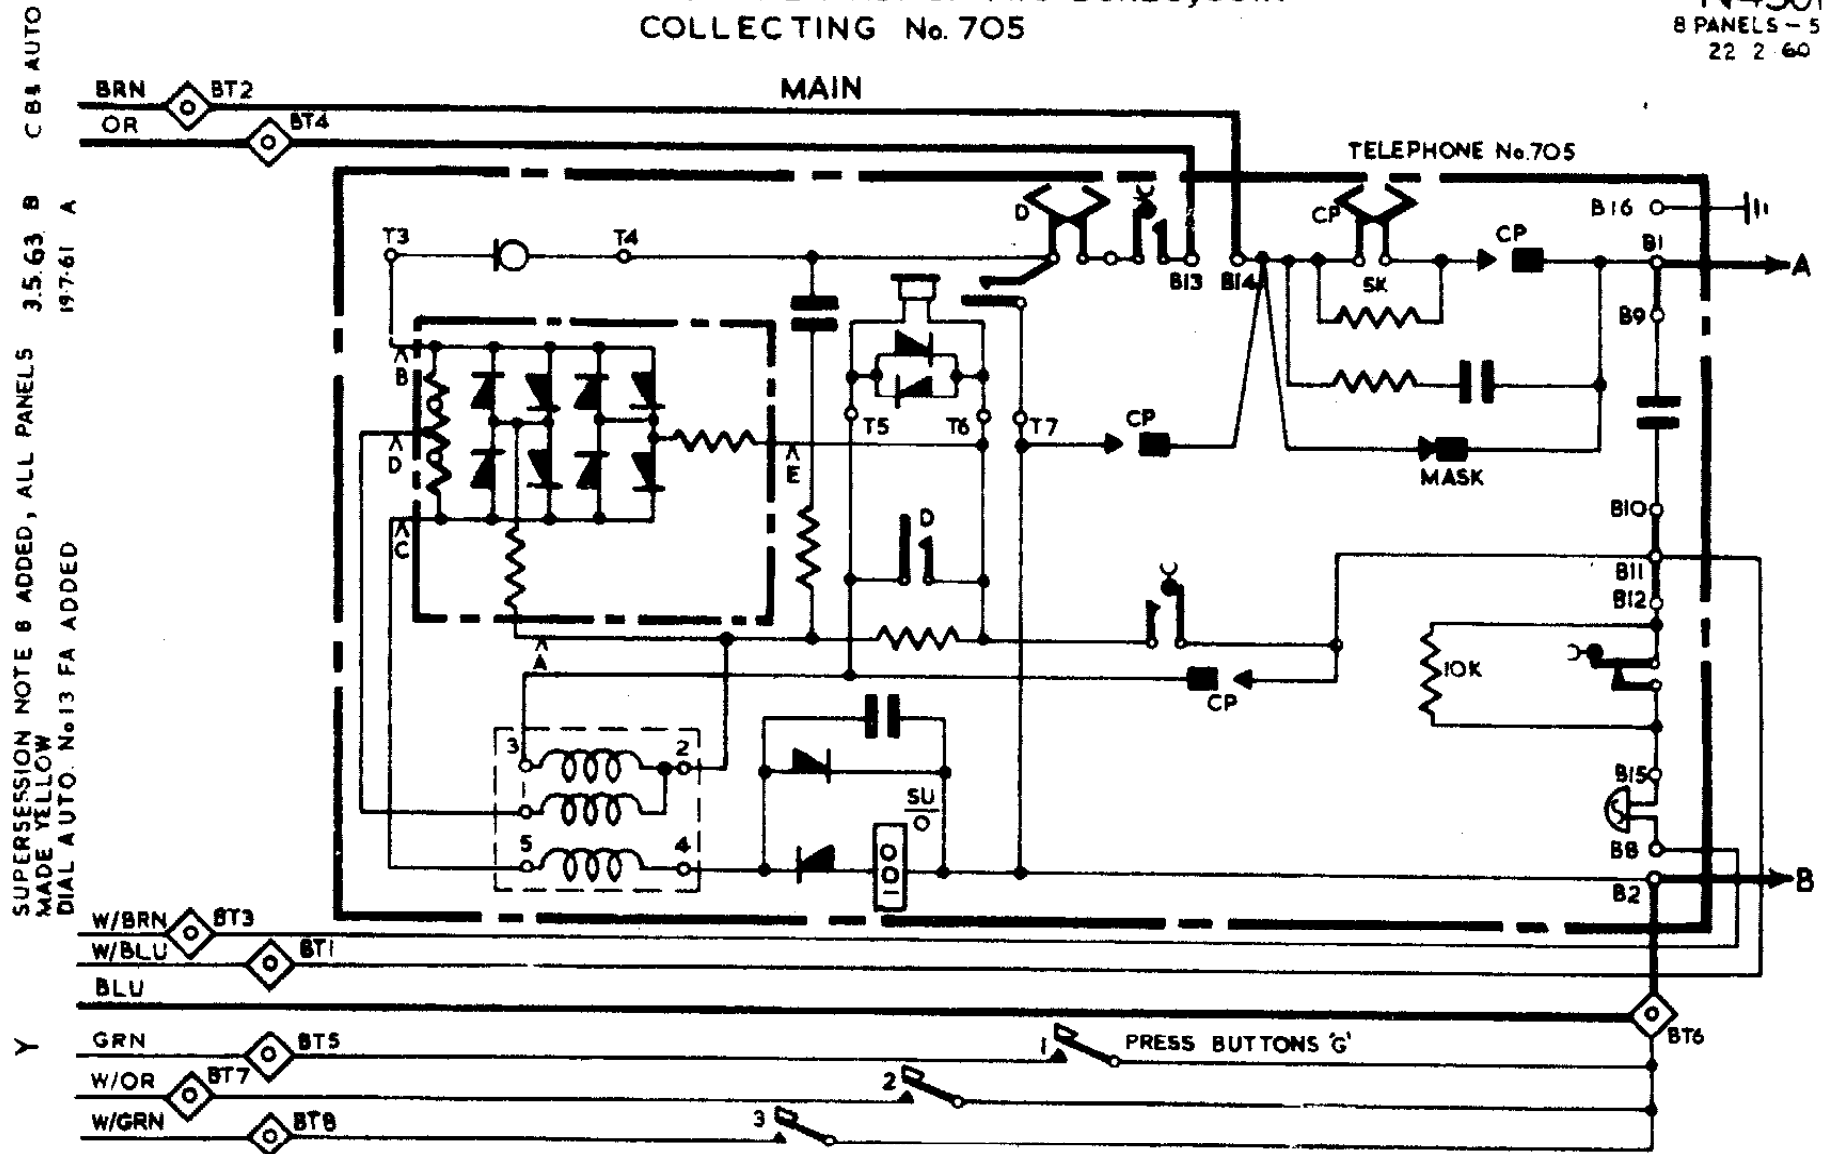 COLLECTING No. 705
8 PANELS – 5
22 2 60
CB& AUTO
MAIN
BRN
BT2
OR
BT4
TELEPHONE No.705
B16
D
CP
CP
B1
A
T3
T4
B13
B14
5K
B9
B
D
C
E
T5
T6
T7
CP
MASK
B10
D
B11
B12
A
CP
10K
3
2
5
4
SU
B15
B8
B2
B
W/BRN
BT3
W/BLU
BT1
BLU
BT6
GRN
BT5
1
PRESS BUTTONS 'G'
W/OR
BT7
2
W/GRN
BT8
3
Y
SUPERSESSION NOTE B ADDED, ALL PANELS 3.5.63 B
MADE YELLOW
DIAL AUTO. No 13 FA ADDED 19·7·61 A